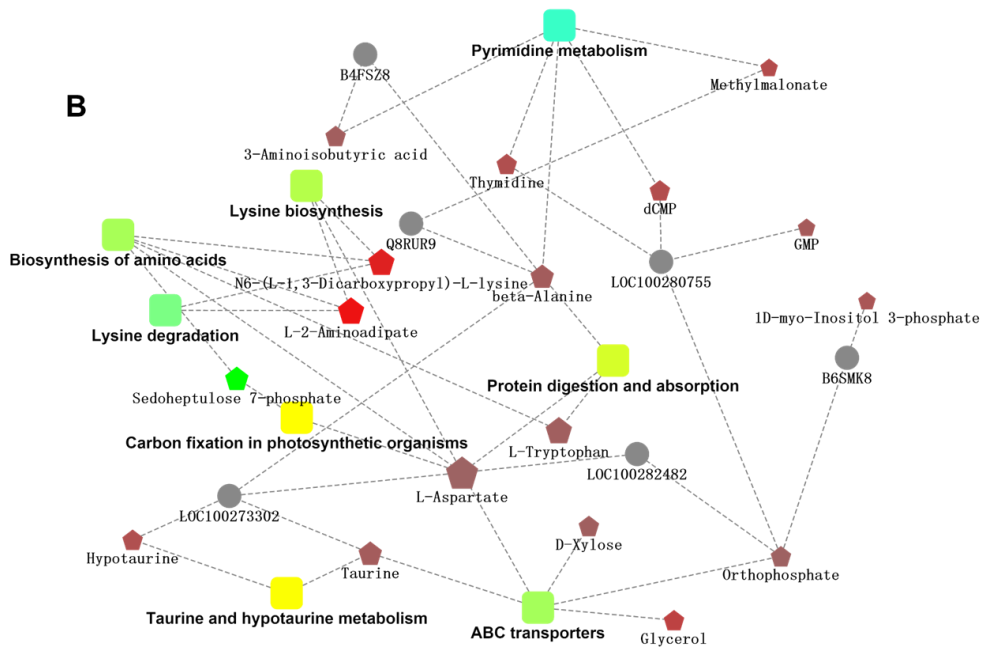 Pyrimidine metabolism
B4FSZ8
Methylmalonate
B
3-Aminoisobutyric acid
Thymidine
dCMP
Lysine biosynthesis
Q8RUR9
GMP
Biosynthesis of amino acids
N6-(L-1,3-Dicarboxypropyl)-L-lysine
LOC100280755
beta-Alanine
1D-myo-Inositol 3-phosphate
L-2-Aminoadipate
Lysine degradation
B6SMK8
Protein digestion and absorption
Sedoheptulose 7-phosphate
Carbon fixation in photosynthetic organisms
L-Tryptophan
LOC100282482
L-Aspartate
LOC100273302
D-Xylose
Hypotaurine
Taurine
Orthophosphate
Taurine and hypotaurine metabolism
ABC transporters
Glycerol